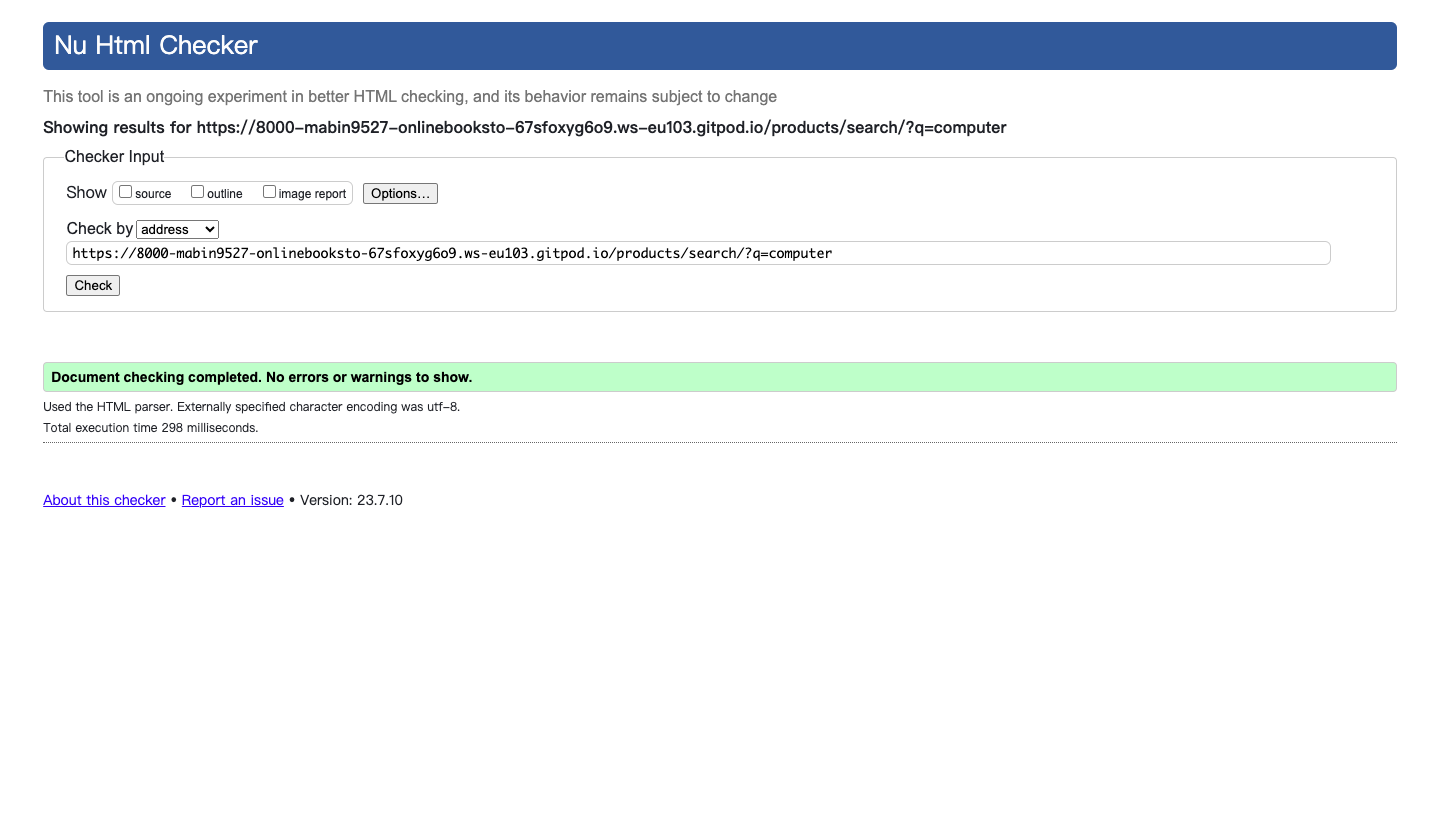 Nu Html Checker
This tool is an ongoing experiment in better HTML checking, and its behavior remains subject to change
Showing results for https://8000-mabin9527-onlinebooksto-67sfoxyg6o9.ws-eu103.gitpod.io/products/search/?q=computer
Checker Input
Show source outline image report Options...
Check by address
https://8000-mabin9527-onlinebooksto-67sfoxyg6o9.ws-eu103.gitpod.io/products/search/?q=computer
Check
Document checking completed. No errors or warnings to show.
Used the HTML parser. Externally specified character encoding was utf-8.
Total execution time 298 milliseconds.
About this checker • Report an issue • Version: 23.7.10